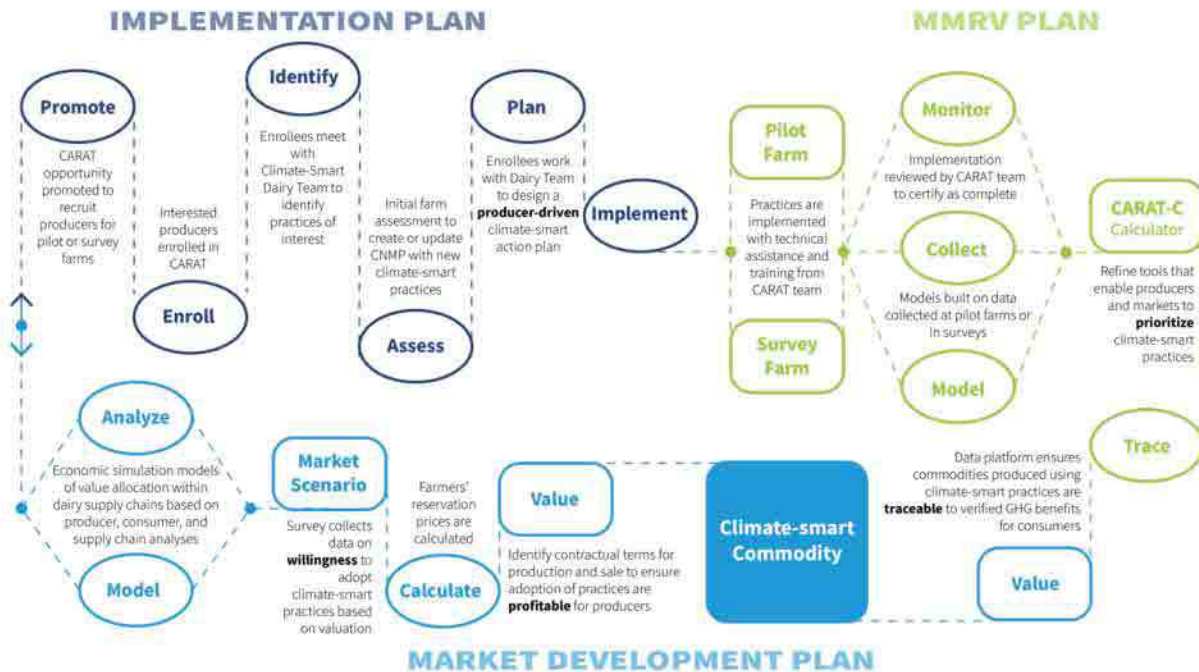 IMPLEMENTATION PLAN
MMRV PLAN
Promote
CARAT
opportunity
promoted to
recruit
producers for
pilot or survey
farms
Interested
producers
enrolled in
CARAT
Enroll
Identify
Enrollees meet
with
Climate-Smart
Dairy Team to
identify
practices of
interest
Initial farm
assessment to
create or update
CNMP with new
climate-smart
practices
Assess
Plan
Enrollees work
with Dairy Team
to design a
producer-driven
climate-smart
action plan
Implement
Pilot
Farm
Practices are
implemented
with technical
assistance and
training from
CARAT team
Survey
Farm
Monitor
Implementation
reviewed by CARAT team
to certify as complete
Collect
Models built on data
collected at pilot farms or
in surveys
Model
CARAT-C
Calculator
Refine tools that
enable producers
and markets to
prioritize
climate-smart
practices
Trace
Data platform ensures
commodities produced using
climate-smart practices are
traceable to verified GHG benefits
for consumers
Value
Climate-smart
Commodity
Analyze
Economic simulation models
of value allocation within
dairy supply chains based on
producer, consumer, and
supply chain analyses
Model
Market
Scenario
Survey collects
data on
willingness to
adopt
climate-smart
practices based
on valuation
Farmers'
reservation
prices are
calculated
Calculate
Value
Identify contractual terms for
production and sale to ensure
adoption of practices are
profitable for producers
MARKET DEVELOPMENT PLAN